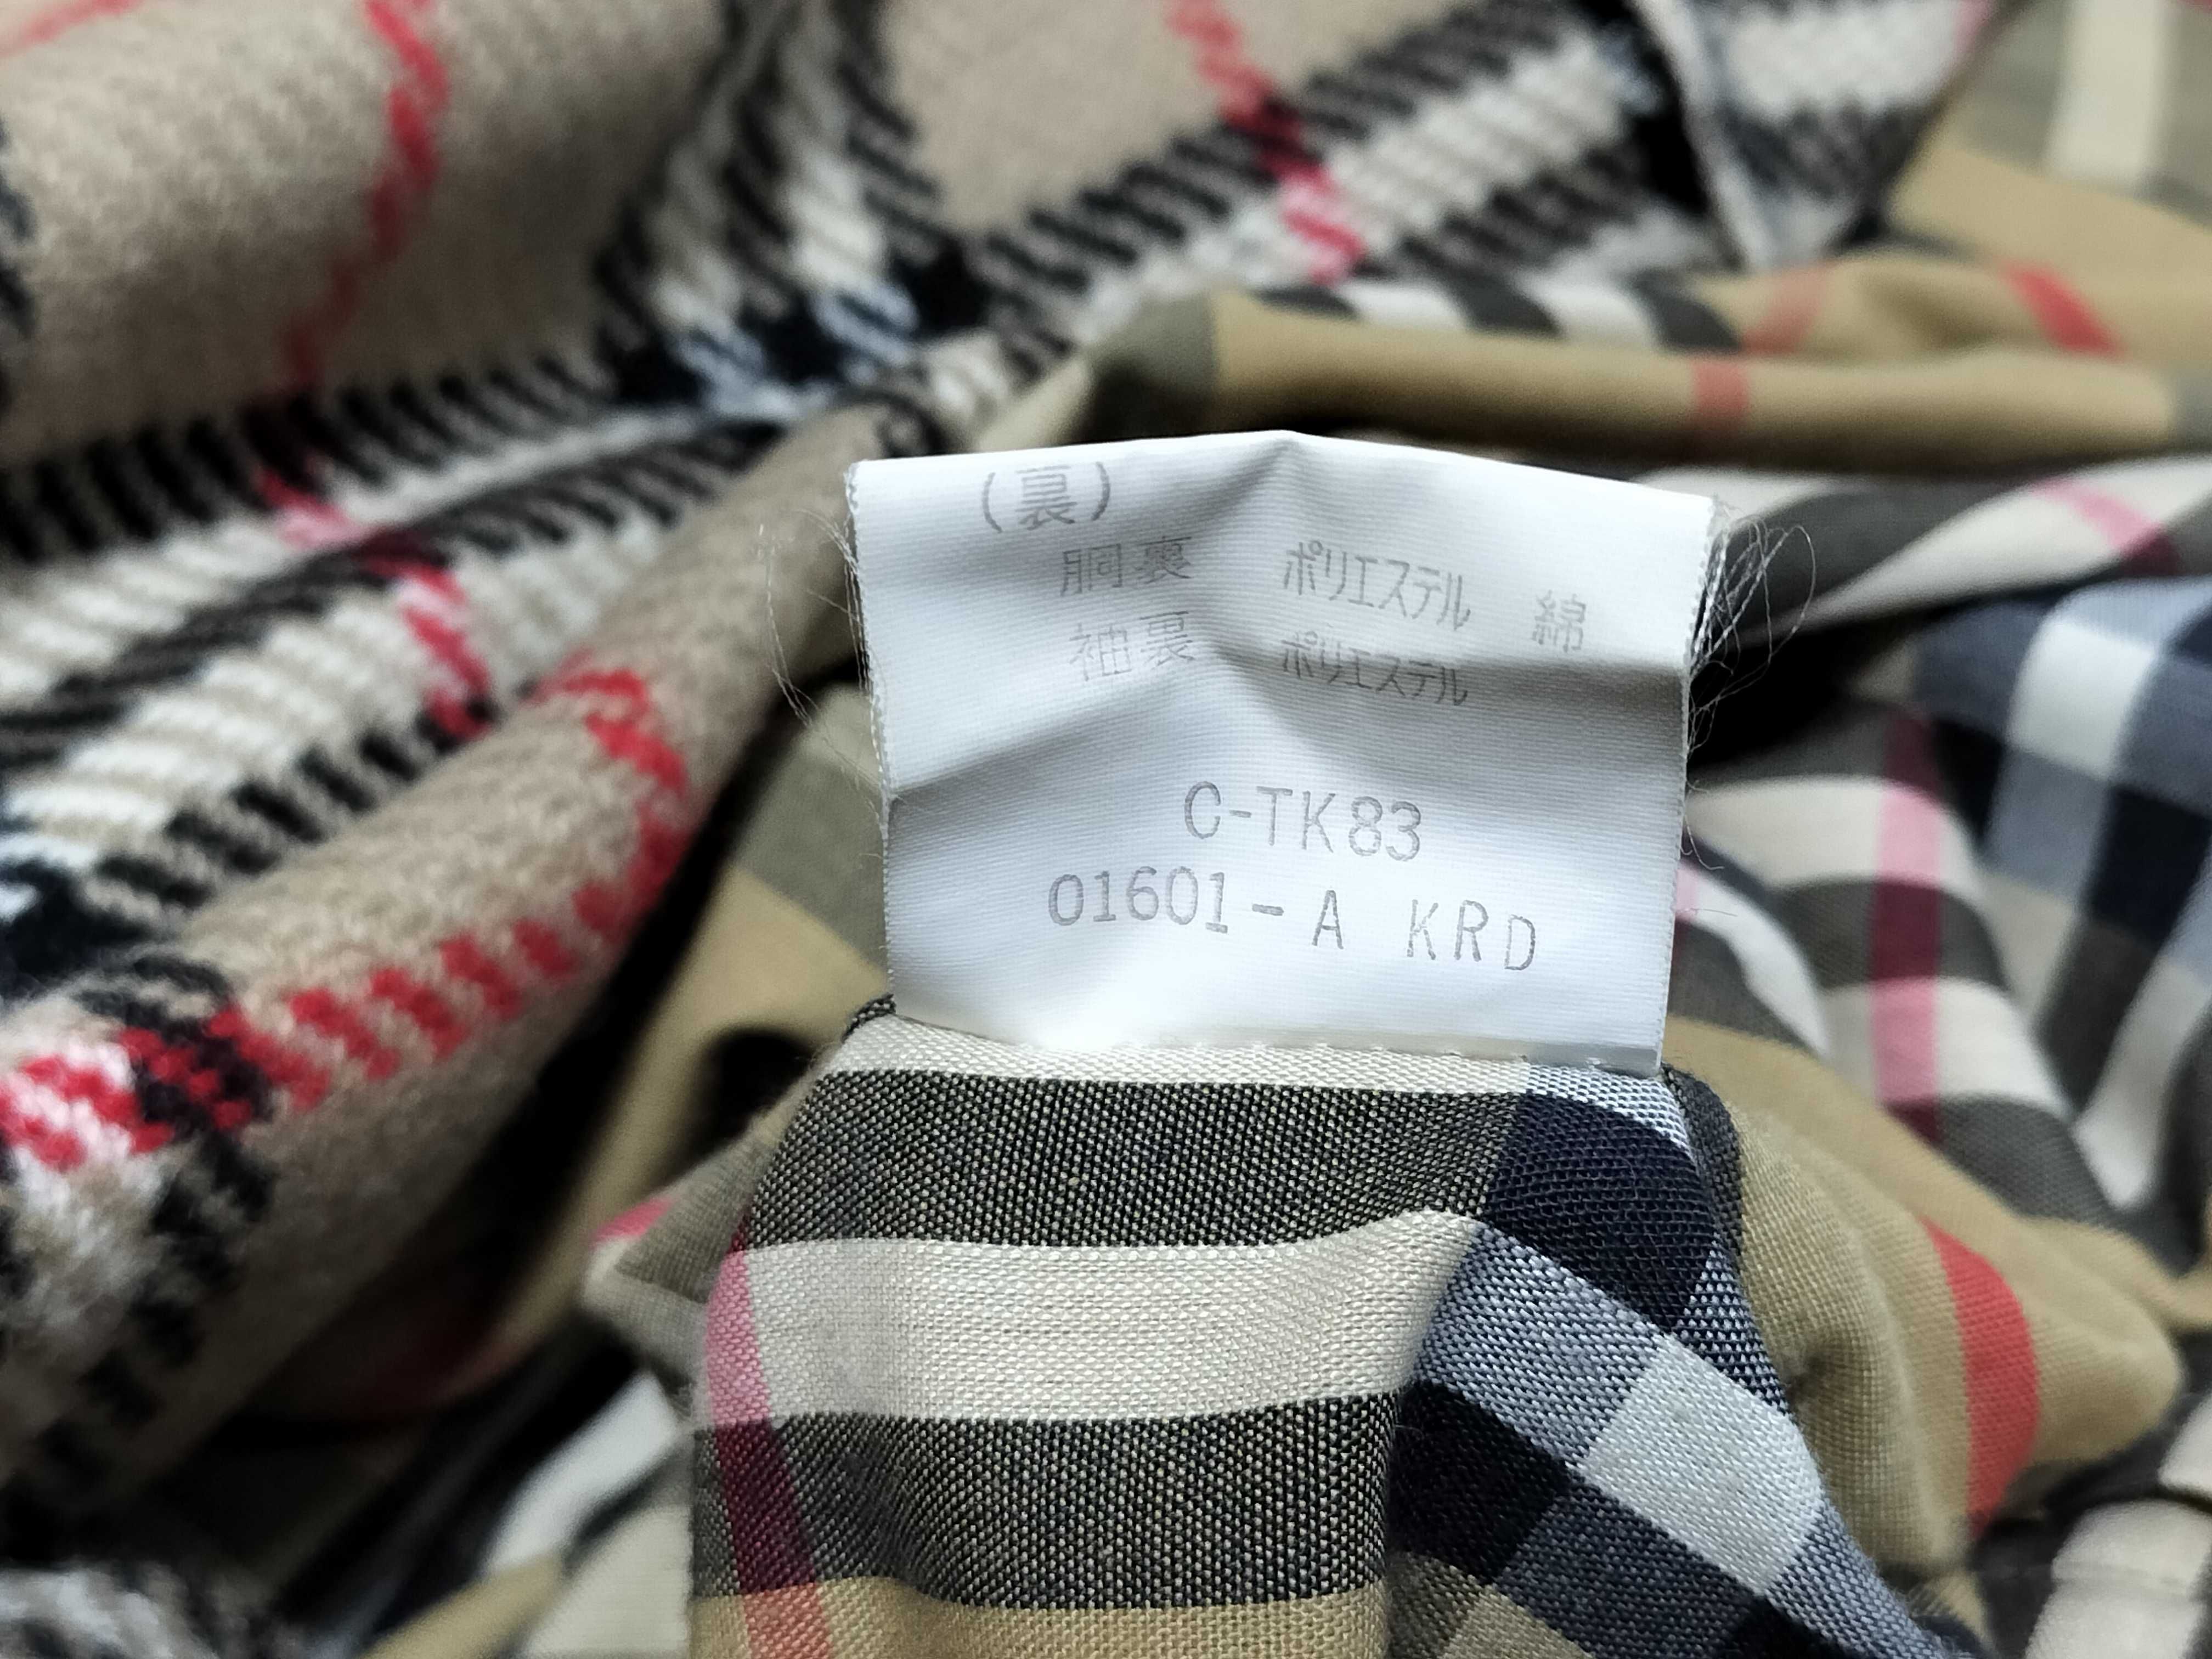 (裏)
胴裏 ポリエステル 綿
袖裏 ポリエステル
C-TK83
01601-A KRD